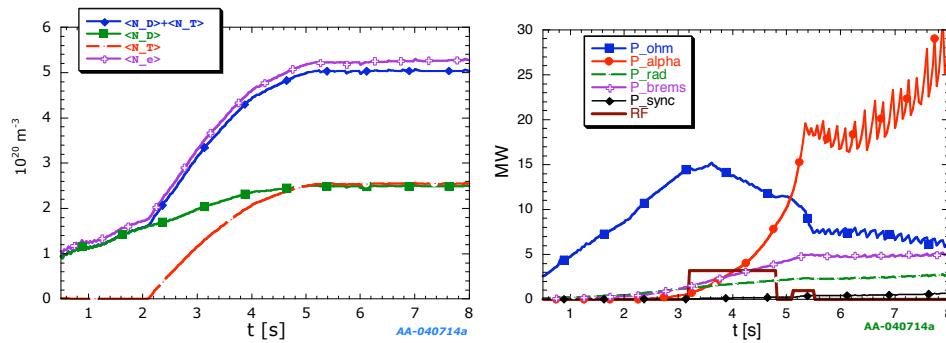 <N_D>+<N_T>
<N_D>
<N_T>
<N_e>
6
5
4
3
2
1
0
10²⁰ m⁻³
1 2 3 4 5 6 7 8
t [s]
AA-040714a
P_ohm
P_alpha
P_rad
P_brems
P_sync
RF
30
25
20
15
10
5
0
MW
1 2 3 4 5 6 7 8
t [s]
AA-040714a